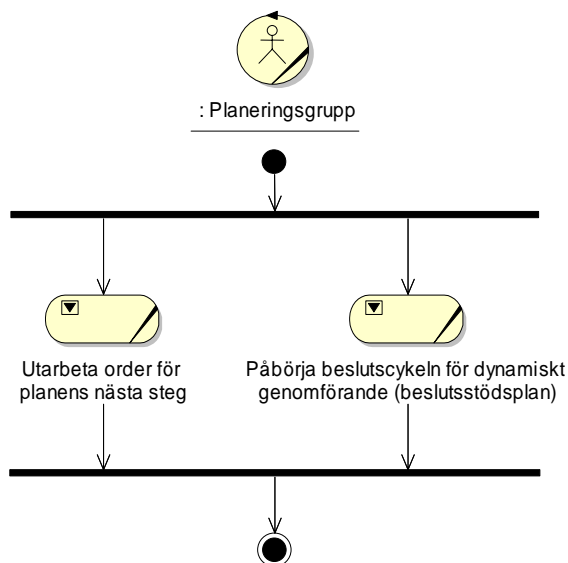 : Planeringsgrupp
Utarbeta order för
planens nästa steg
Påbörja beslutscykeln för dynamiskt
genomförande (beslutsstödsplan)